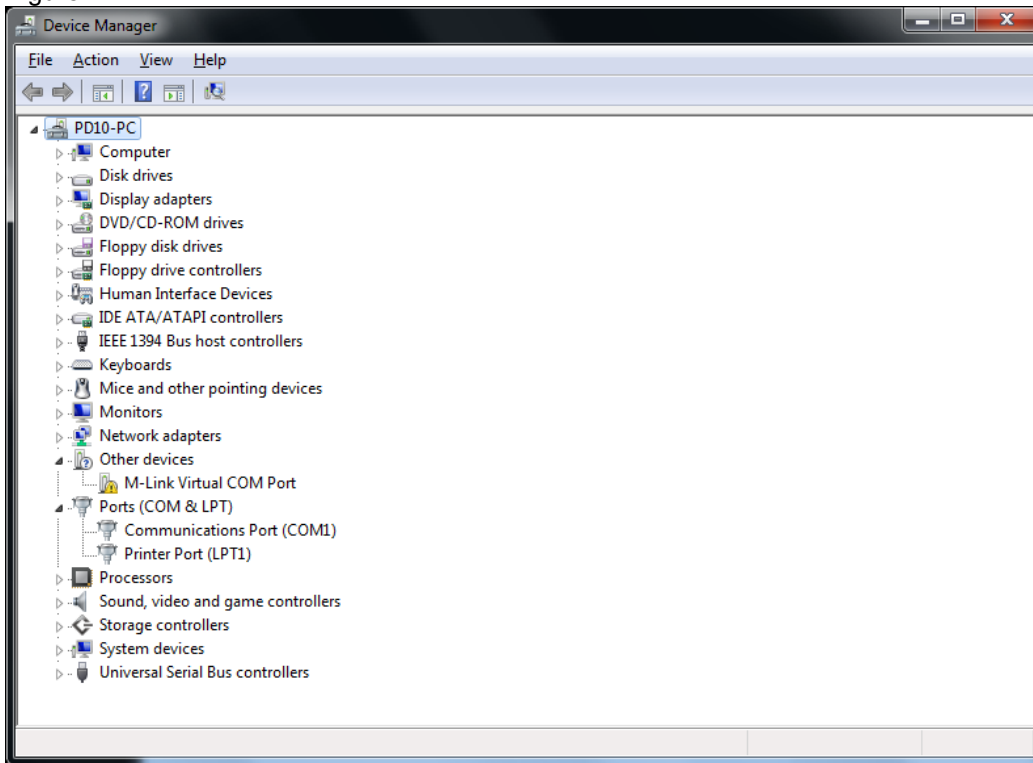 Device Manager
File Action View Help
PD10-PC
Computer
Disk drives
Display adapters
DVD/CD-ROM drives
Floppy disk drives
Floppy drive controllers
Human Interface Devices
IDE ATA/ATAPI controllers
IEEE 1394 Bus host controllers
Keyboards
Mice and other pointing devices
Monitors
Network adapters
Other devices
M-Link Virtual COM Port
Ports (COM & LPT)
Communications Port (COM1)
Printer Port (LPT1)
Processors
Sound, video and game controllers
Storage controllers
System devices
Universal Serial Bus controllers